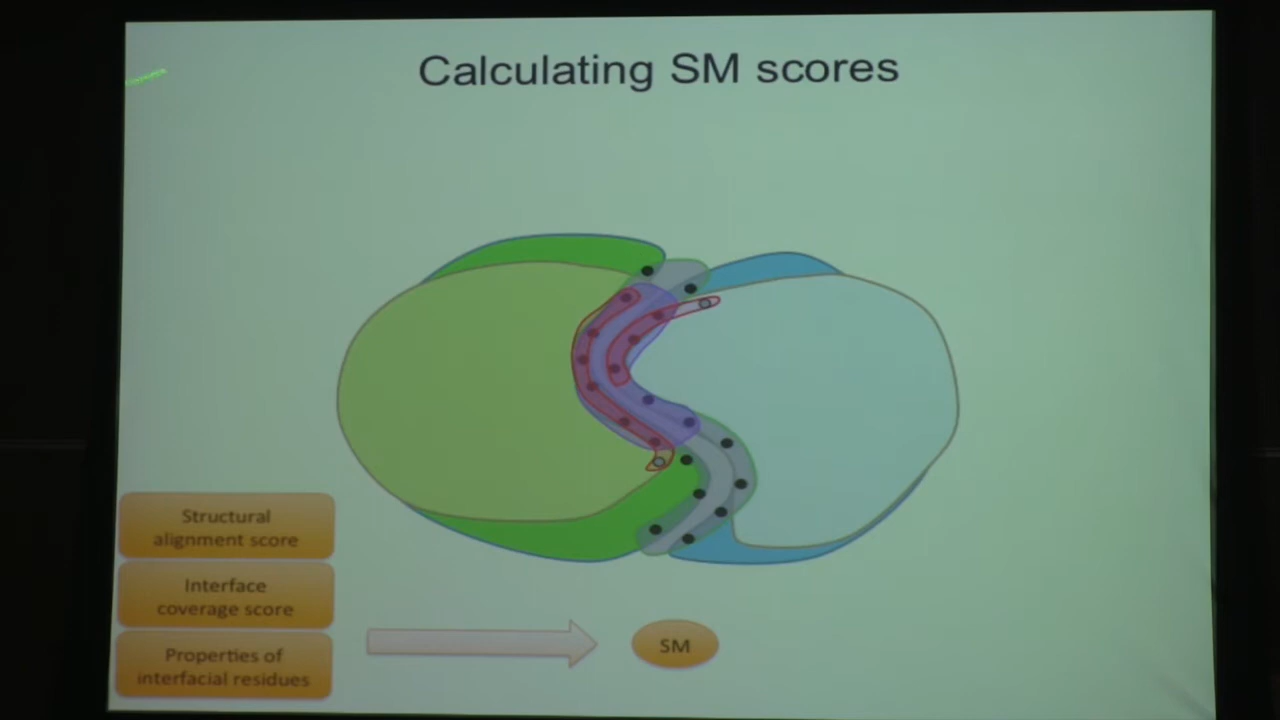 Calculating SM scores
Structural
alignment score
Interface
coverage score
Properties of
interfacial residues
SM